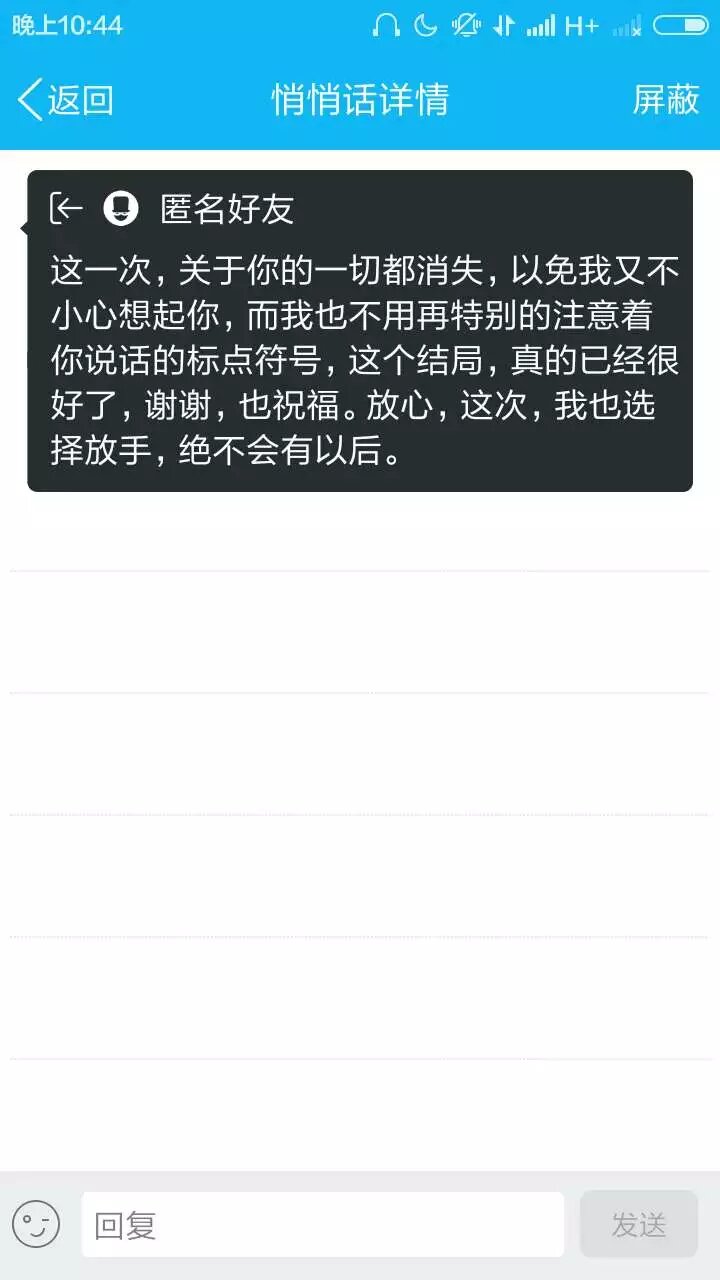 晚上10:44 H+
返回 悄悄话详情 屏蔽
匿名好友
这一次，关于你的一切都消失，以免我又不
小心想起你，而我也不用再特别的注意着
你说话的标点符号，这个结局，真的已经很
好了，谢谢，也祝福。放心，这次，我也选
择放手，绝不会有以后。
回复 发送